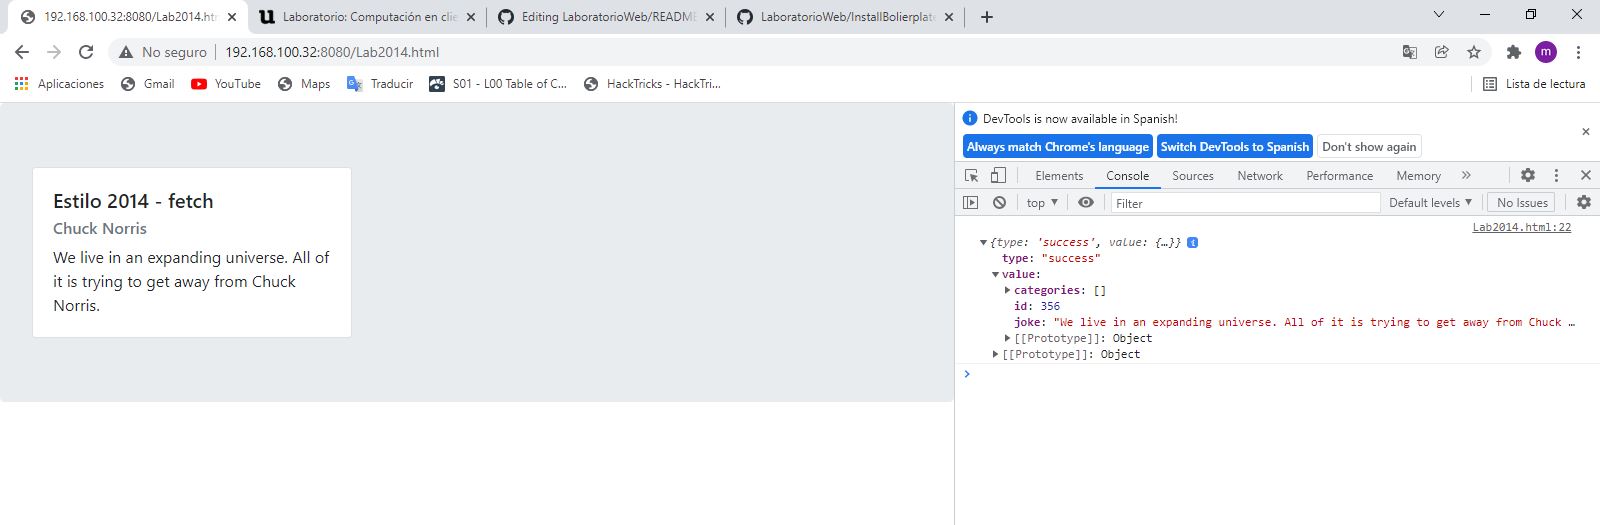 192.168.100.32:8080/Lab2014.htm
Laboratorio: Computación en clie
Editing LaboratorioWeb/README
LaboratorioWeb/InstallBolierplate
No seguro
192.168.100.32:8080/Lab2014.html
m
Aplicaciones
Gmail
YouTube
Maps
Traducir
S01 - L00 Table of C...
HackTricks - HackTri...
Lista de lectura
Estilo 2014 - fetch
Chuck Norris
We live in an expanding universe. All of
it is trying to get away from Chuck
Norris.
DevTools is now available in Spanish!
Always match Chrome's language
Switch DevTools to Spanish
Don't show again
Elements
Console
Sources
Network
Performance
Memory
top
Filter
Default levels
No Issues
Lab2014.html:22
{type: 'success', value: {…}}
type: "success"
value:
categories: []
id: 356
joke: "We live in an expanding universe. All of it is trying to get away from Chuck …
[[Prototype]]: Object
[[Prototype]]: Object